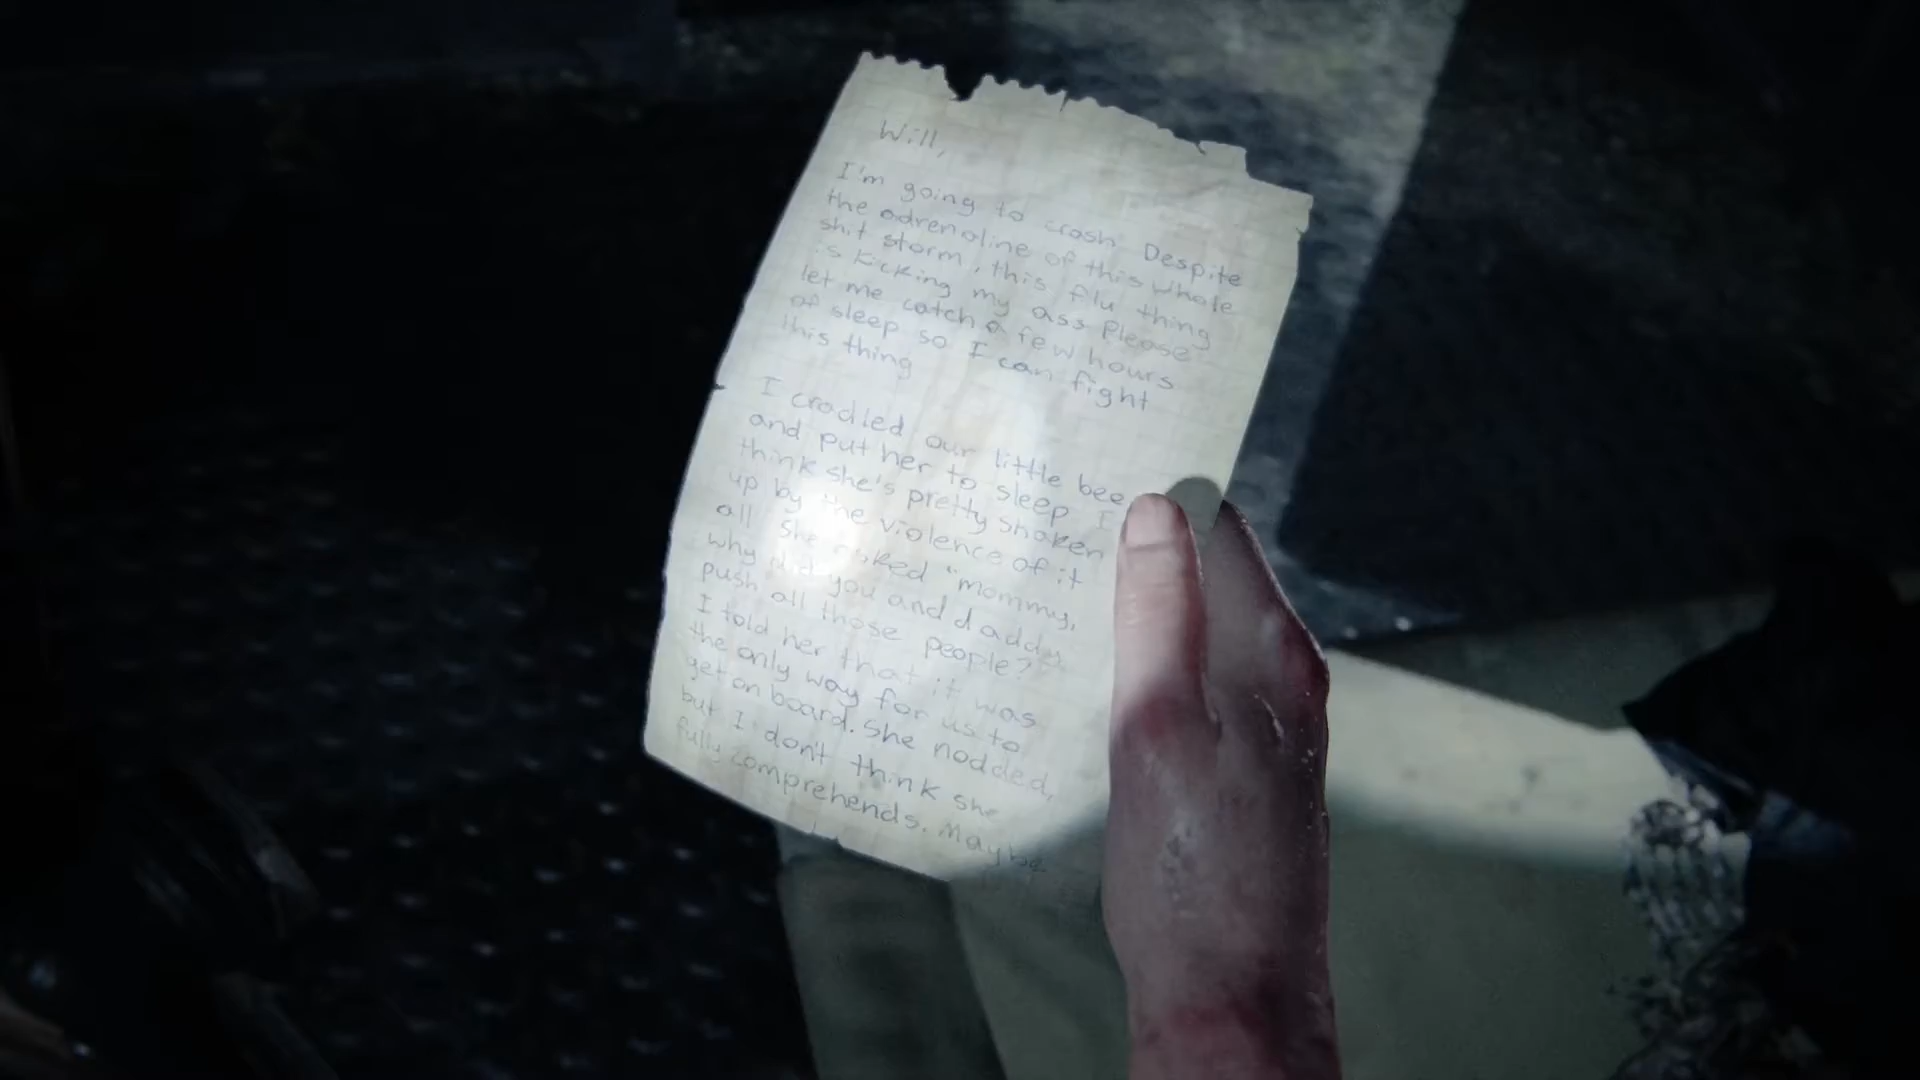 Will,
I'm going to crash Despite
the adrenaline of this whole
shit storm, this flu thing
is kicking my ass Please
let me catch a few hours
of sleep so I can fight
this thing
I cradled our little bee
and put her to sleep I
think she's pretty shaken
up by the violence of it
all She asked "mommy,
why did you and daddy
push all those people?
I told her that it was
the only way for us to
get on board. She nodded,
but I don't think she
fully comprehends. Maybe